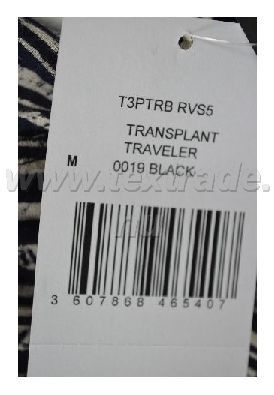 T3PTRB RVS5
TRANSPLANT
TRAVELER
M 0019 BLACK
www.textrade.
3 607868 465407